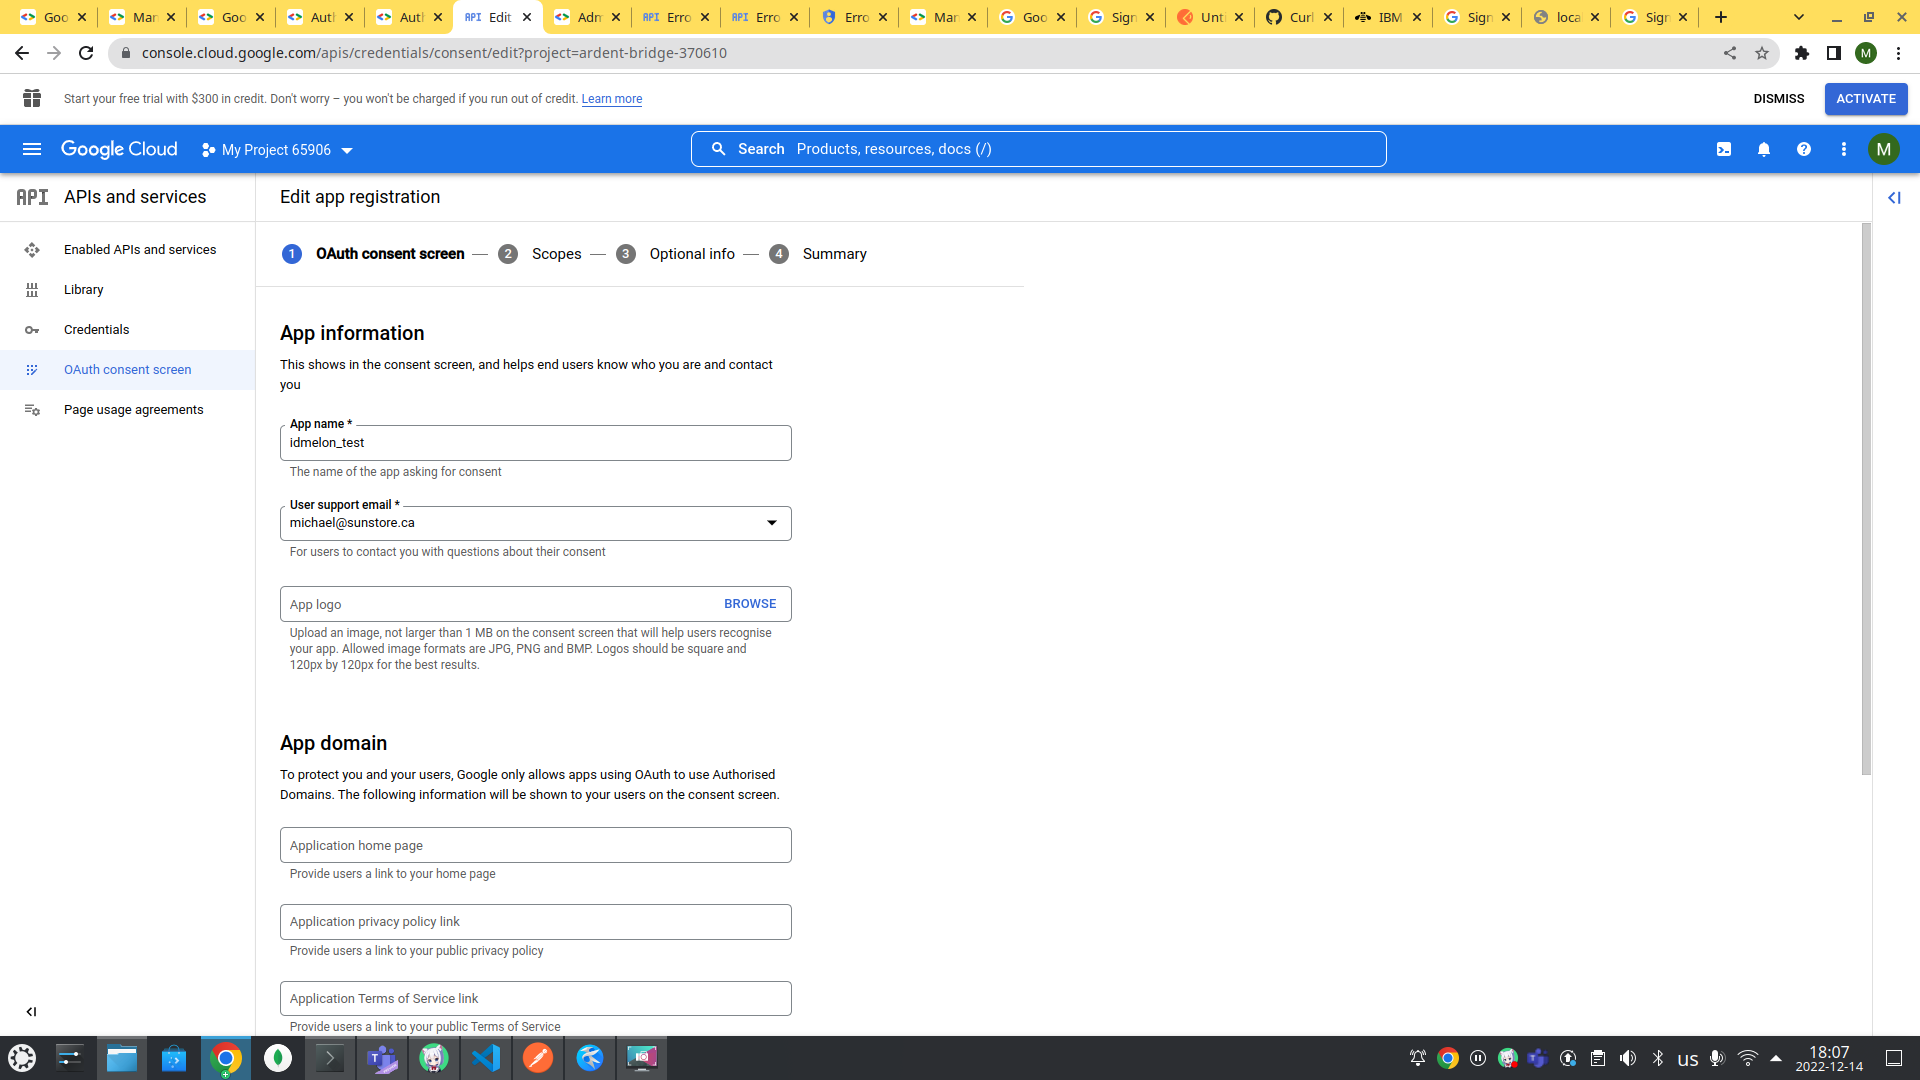 Goo
Mar
Goo
Auth
Auth
API Edit
Adm
API Erro
API Erro
Erro
Mar
Goo
Sign
Unti
Curl
IBM
Sign
loca
Sign
console.cloud.google.com/apis/credentials/consent/edit?project=ardent-bridge-370610
M
Start your free trial with $300 in credit. Don't worry – you won't be charged if you run out of credit. Learn more
DISMISS
ACTIVATE
Google Cloud
My Project 65906
Search Products, resources, docs (/)
M
API APIs and services
Edit app registration
Enabled APIs and services
Library
Credentials
OAuth consent screen
Page usage agreements
1 OAuth consent screen — 2 Scopes — 3 Optional info — 4 Summary
App information
This shows in the consent screen, and helps end users know who you are and contact
you
App name *
idmelon_test
The name of the app asking for consent
User support email *
michael@sunstore.ca
For users to contact you with questions about their consent
App logo
BROWSE
Upload an image, not larger than 1 MB on the consent screen that will help users recognise
your app. Allowed image formats are JPG, PNG and BMP. Logos should be square and
120px by 120px for the best results.
App domain
To protect you and your users, Google only allows apps using OAuth to use Authorised
Domains. The following information will be shown to your users on the consent screen.
Application home page
Provide users a link to your home page
Application privacy policy link
Provide users a link to your public privacy policy
Application Terms of Service link
Provide users a link to your public Terms of Service
us
18:07
2022-12-14